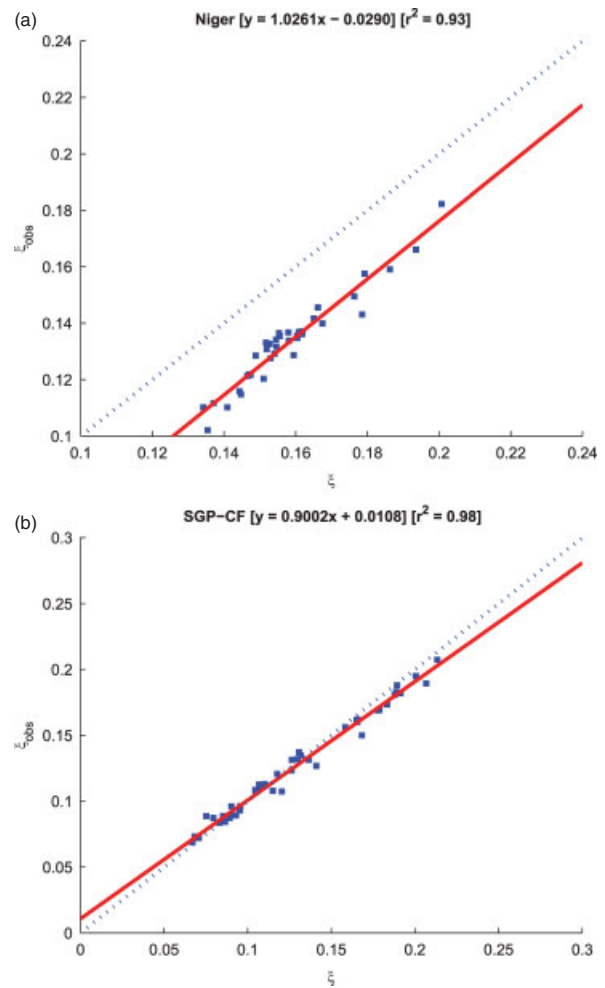 (a)
Niger [y = 1.0261x − 0.0290] [r² = 0.93]
0.24
0.22
0.2
0.18
ξobs
0.16
0.14
0.12
0.1
0.1 0.12 0.14 0.16 0.18 0.2 0.22 0.24
ξ
(b)
SGP−CF [y = 0.9002x + 0.0108] [r² = 0.98]
0.3
0.25
0.2
ξobs
0.15
0.1
0.05
0
0 0.05 0.1 0.15 0.2 0.25 0.3
ξ